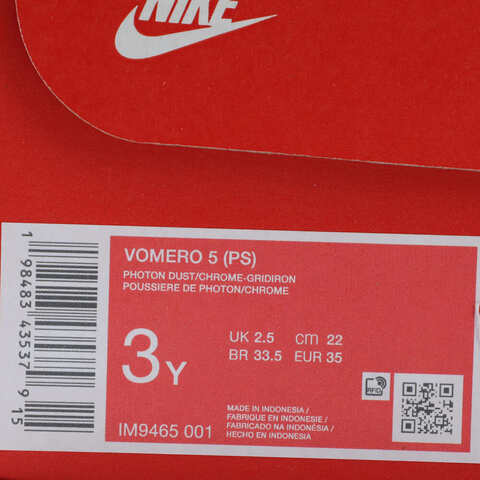 NIKE
VOMERO 5 (PS)
PHOTON DUST/CHROME-GRIDIRON
POUSSIERE DE PHOTON/CHROME
3Y
UK 2.5 cm 22
BR 33.5 EUR 35
RFID
MADE IN INDONESIA /
FABRIQUE EN INDONESIE /
FABRICADO NA INDONÉSIA /
HECHO EN INDONESIA
IM9465 001
1 98483 43537 9 15